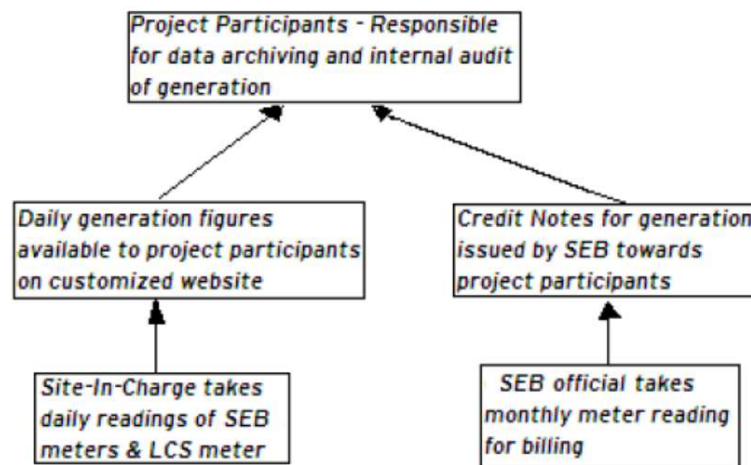 Project Participants - Responsible
for data archiving and internal audit
of generation
Daily generation figures
available to project participants
on customized website
Credit Notes for generation
issued by SEB towards
project participants
Site-In-Charge takes
daily readings of SEB
meters & LCS meter
SEB official takes
monthly meter reading
for billing